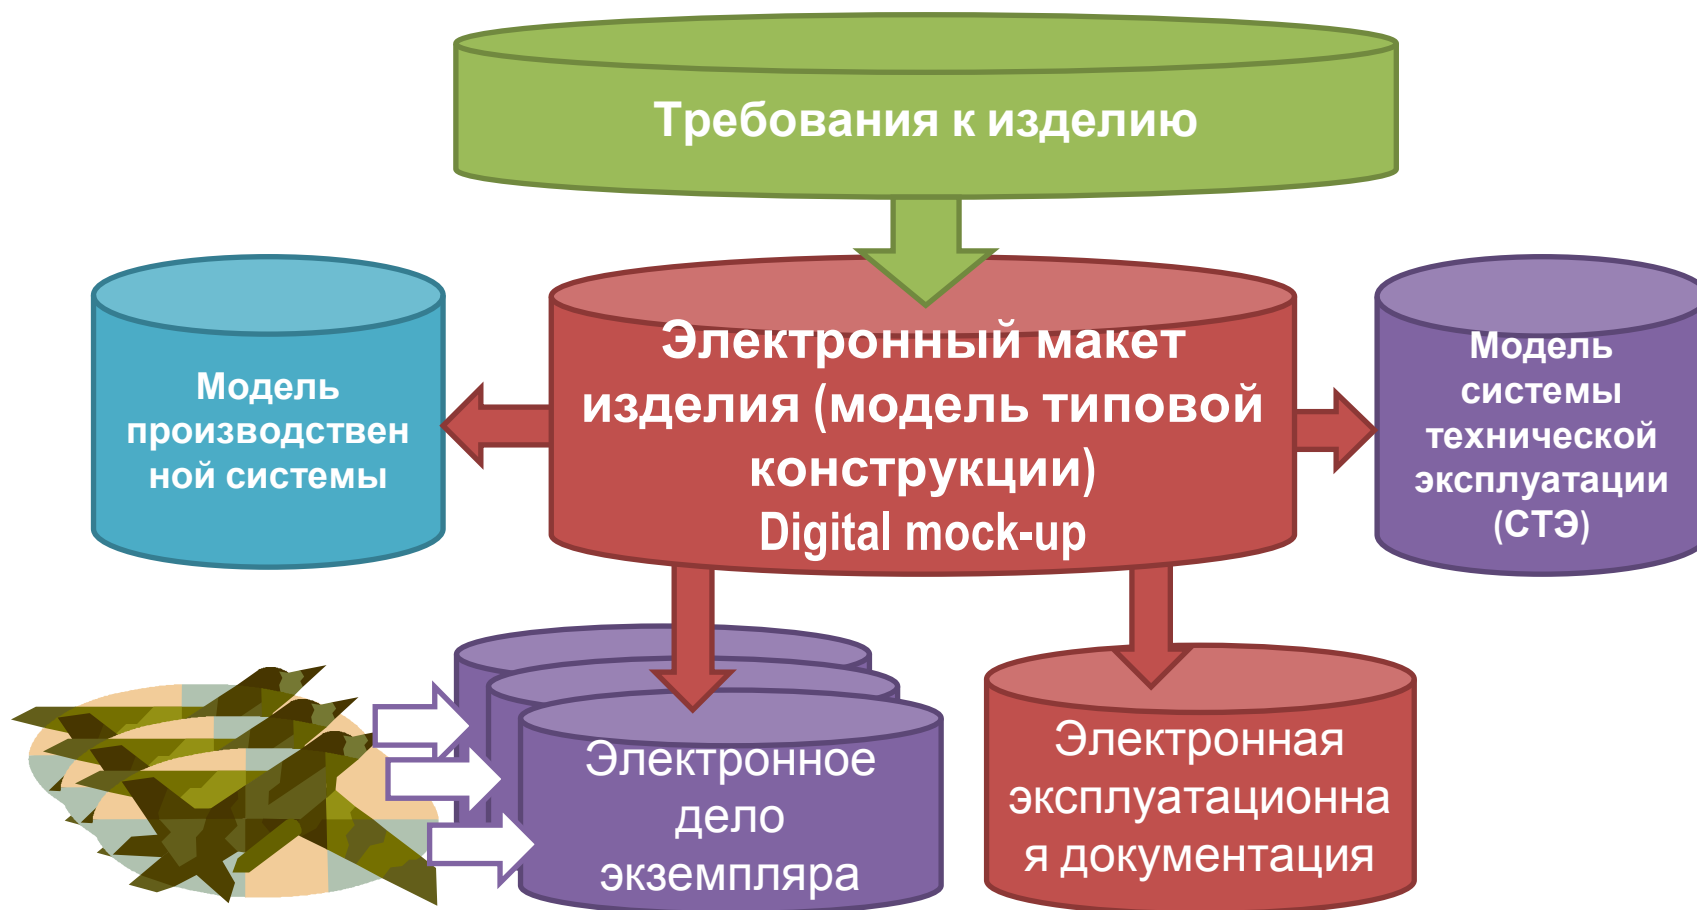 Требования к изделию
Электронный макет
изделия (модель типовой
конструкции)
Digital mock-up
Модель
производствен
ной системы
Модель
системы
технической
эксплуатации
(СТЭ)
Электронное
дело
экземпляра
Электронная
эксплуатационна
я документация